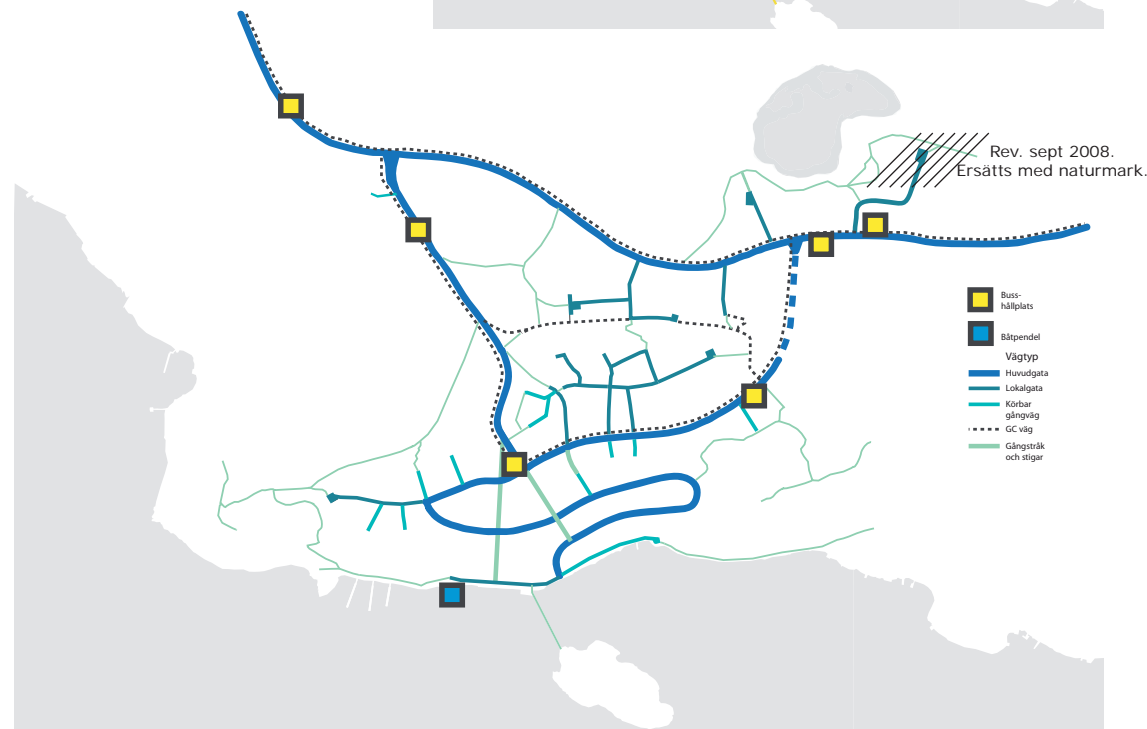 Rev. sept 2008.
Ersätts med naturmark.
Buss-
hållplats
Båtpendel
Vägtyp
Huvudgata
Lokalgata
Körbar
gångväg
GC väg
Gångstråk
och stigar